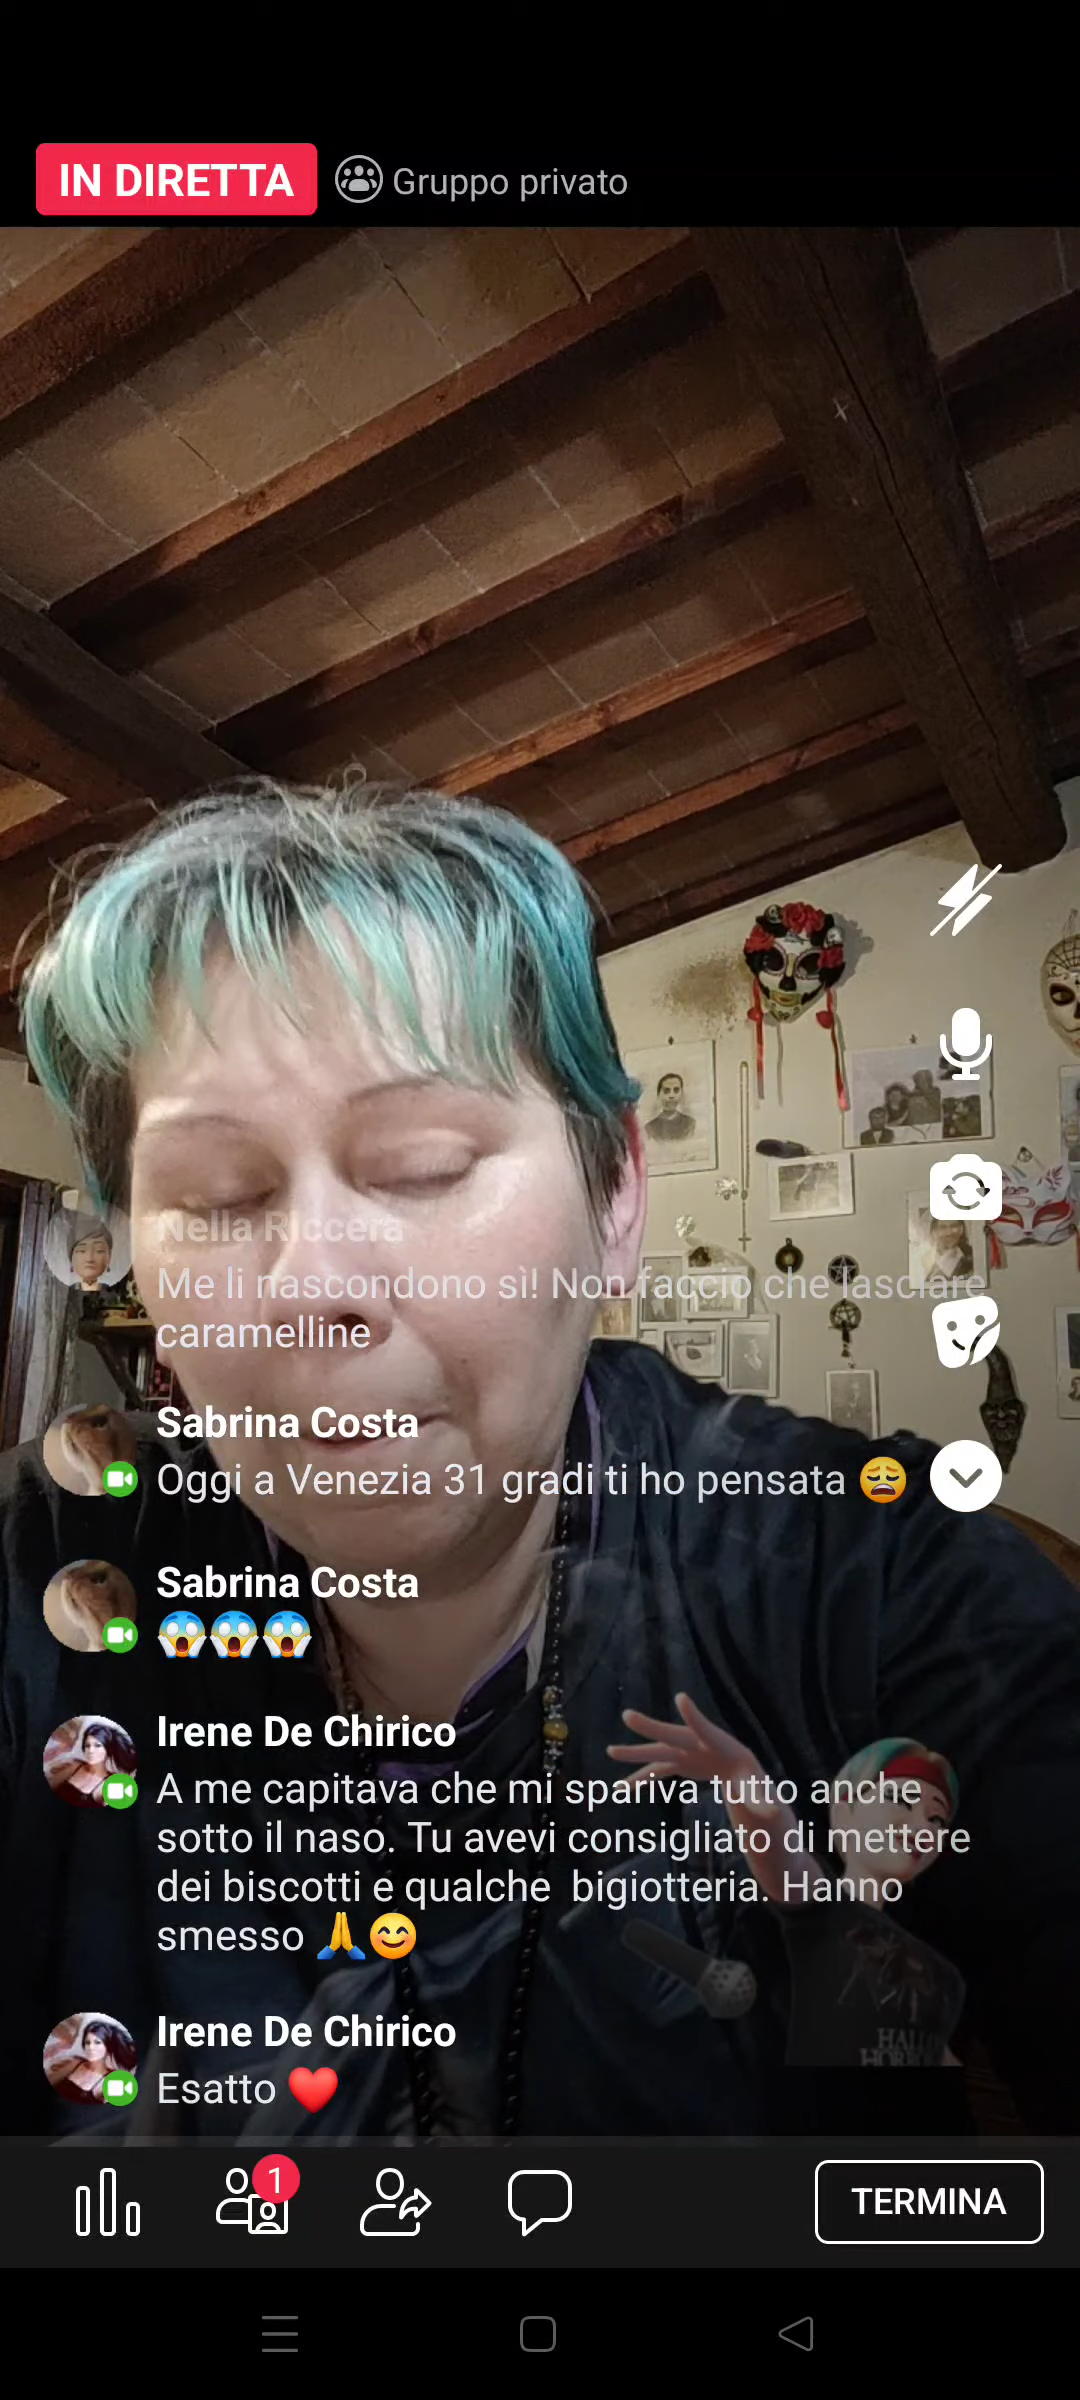 IN DIRETTA
Gruppo privato
Nella Riccera
Me li nascondono sì! Non faccio che lasciare
caramelline
Sabrina Costa
Oggi a Venezia 31 gradi ti ho pensata 😩
Sabrina Costa
😱😱😱
Irene De Chirico
A me capitava che mi spariva tutto anche
sotto il naso. Tu avevi consigliato di mettere
dei biscotti e qualche  bigiotteria. Hanno
smesso 🙏😊
Irene De Chirico
Esatto ❤️
1
TERMINA